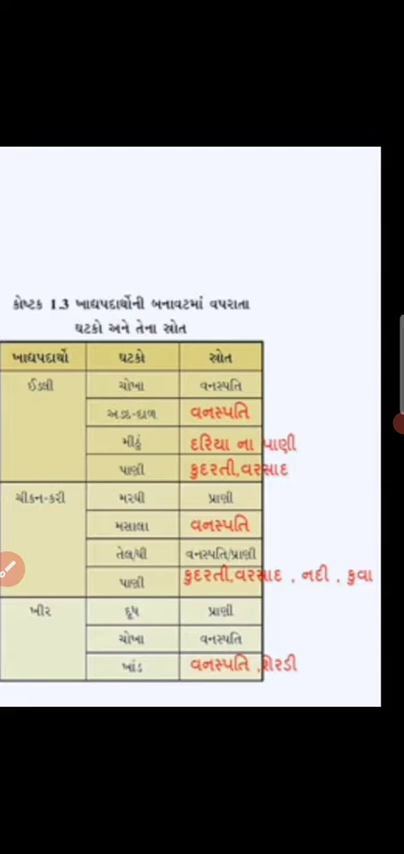 કોષ્ટક 1.3 ખાદ્યપદાર્થોની બનાવટમાં વપરાતા
ઘટકો અને તેના સ્રોત
ખાદ્યપદાર્થો ઘટકો સ્રોત
ઈડલી ચોખા વનસ્પતિ
અડદ-દાળ વનસ્પતિ
મીઠું દરિયા ના પાણી
પાણી કુદરતી,વરસાદ
ચીકન-કરી મરઘી પ્રાણી
મસાલા વનસ્પતિ
તેલ/ઘી વનસ્પતિ/પ્રાણી
પાણી કુદરતી,વરસાદ , નદી , કુવા
ખીર દૂધ પ્રાણી
ચોખા વનસ્પતિ
ખાંડ વનસ્પતિ ,શેરડી